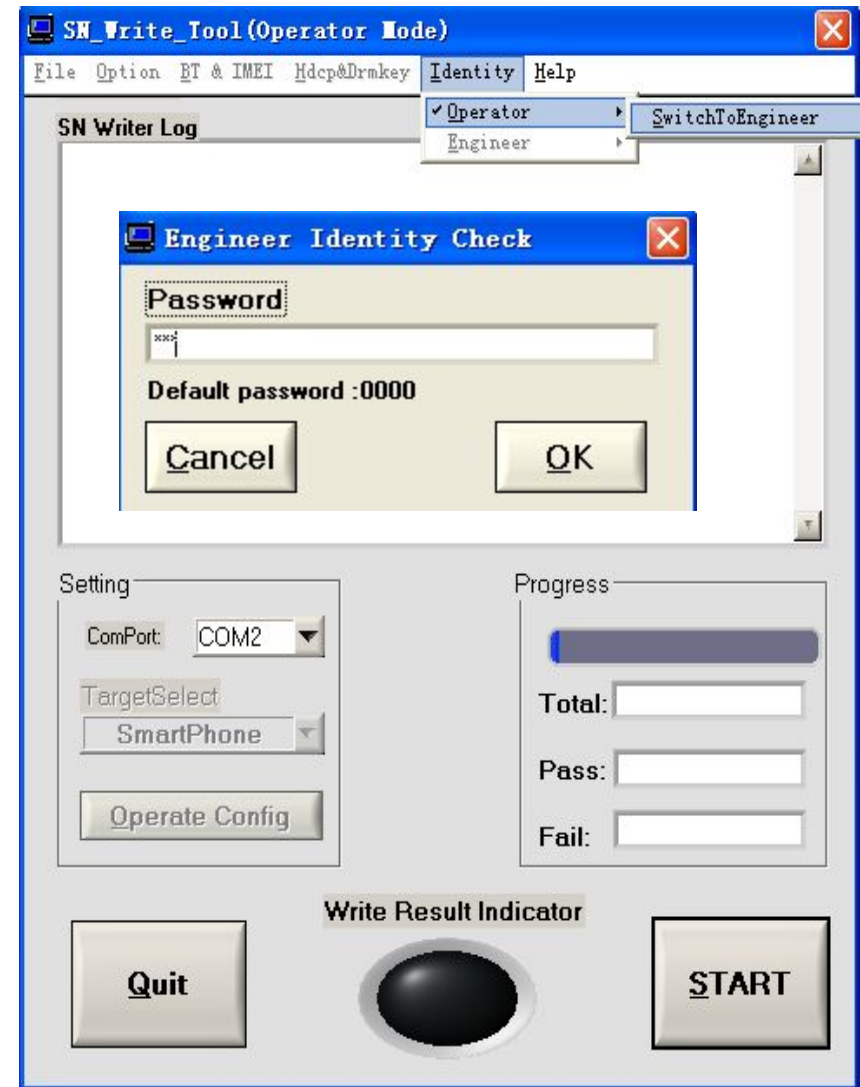 SN_Write_Tool(Operator Mode)
File Option BT & IMEI Hdcp&Drmkey Identity Help
Operator
SwitchToEngineer
Engineer
SN Writer Log
Engineer Identity Check
Password
***
Default password :0000
Cancel OK
Setting
ComPort: COM2
TargetSelect
SmartPhone
Operate Config
Progress
Total:
Pass:
Fail:
Write Result Indicator
Quit
START